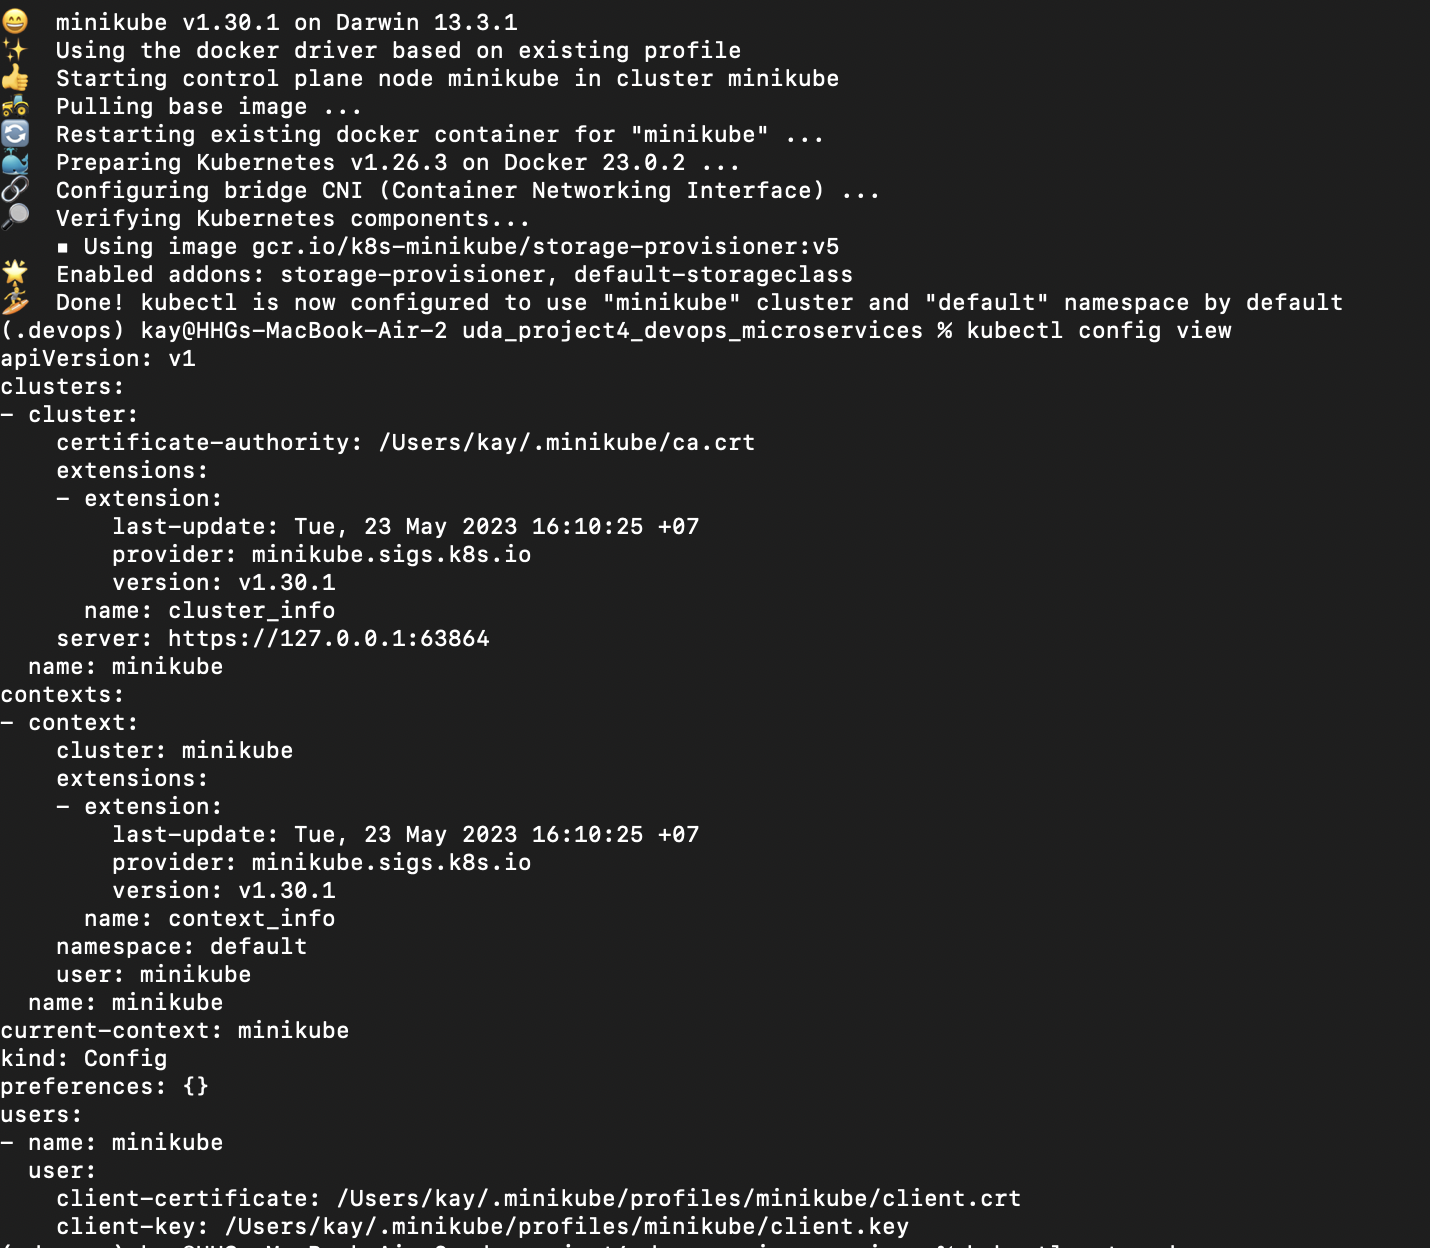 minikube v1.30.1 on Darwin 13.3.1
Using the docker driver based on existing profile
Starting control plane node minikube in cluster minikube
Pulling base image ...
Restarting existing docker container for "minikube" ...
Preparing Kubernetes v1.26.3 on Docker 23.0.2 ...
Configuring bridge CNI (Container Networking Interface) ...
Verifying Kubernetes components...
▪ Using image gcr.io/k8s-minikube/storage-provisioner:v5
Enabled addons: storage-provisioner, default-storageclass
Done! kubectl is now configured to use "minikube" cluster and "default" namespace by default
(.devops) kay@HHGs-MacBook-Air-2 uda_project4_devops_microservices % kubectl config view
apiVersion: v1
clusters:
- cluster:
    certificate-authority: /Users/kay/.minikube/ca.crt
    extensions:
    - extension:
        last-update: Tue, 23 May 2023 16:10:25 +07
        provider: minikube.sigs.k8s.io
        version: v1.30.1
      name: cluster_info
    server: https://127.0.0.1:63864
  name: minikube
contexts:
- context:
    cluster: minikube
    extensions:
    - extension:
        last-update: Tue, 23 May 2023 16:10:25 +07
        provider: minikube.sigs.k8s.io
        version: v1.30.1
      name: context_info
    namespace: default
    user: minikube
  name: minikube
current-context: minikube
kind: Config
preferences: {}
users:
- name: minikube
  user:
    client-certificate: /Users/kay/.minikube/profiles/minikube/client.crt
    client-key: /Users/kay/.minikube/profiles/minikube/client.key